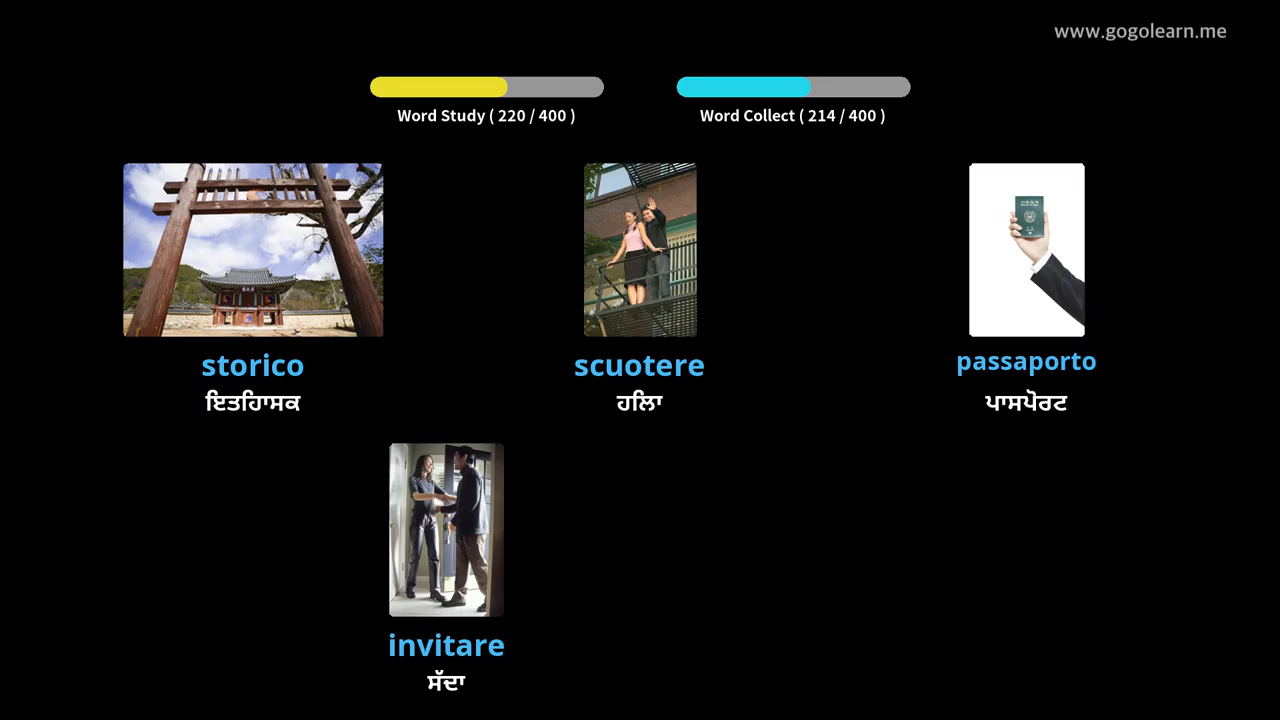 www.gogolearn.me
Word Study ( 220 / 400 )
Word Collect ( 214 / 400 )
storico
scuotere
passaporto
ਇਤਿਹਾਸਕ
ਹਿਲਾ
ਪਾਸਪੋਰਟ
invitare
ਸੱਦਾ